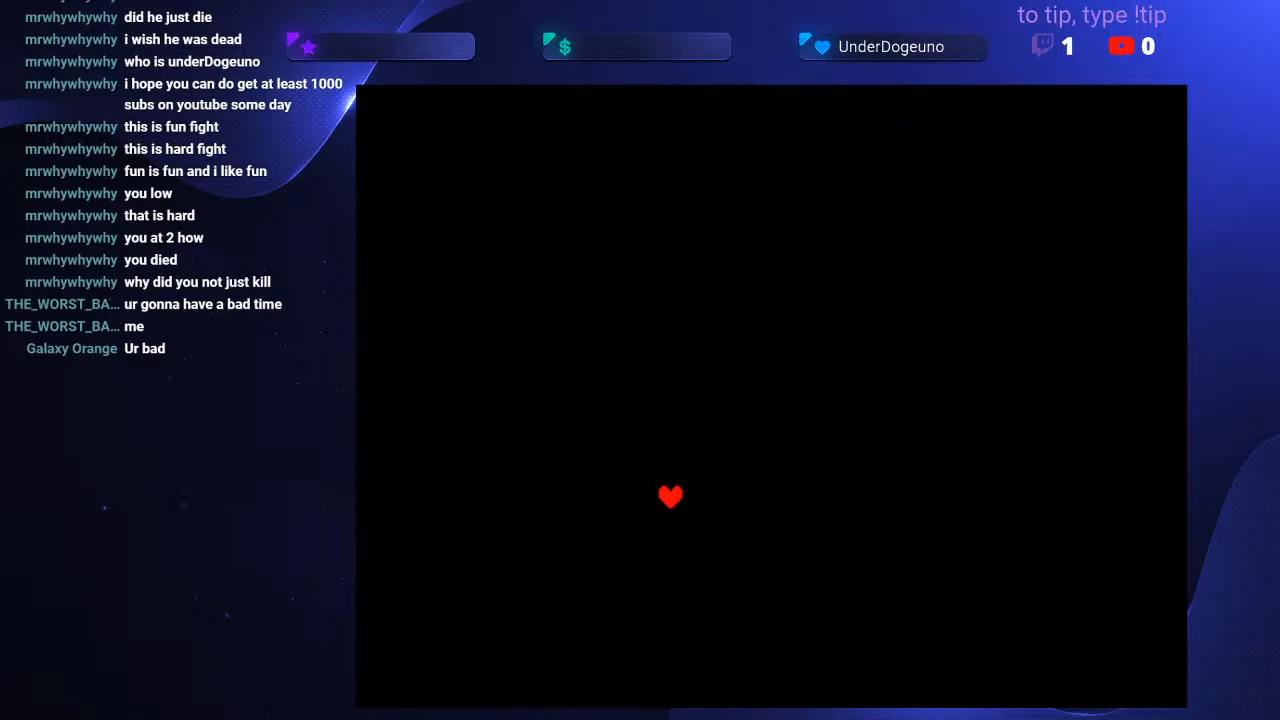 to tip, type !tip
UnderDogeuno
1
0
mrwhywhywhy did he just die
mrwhywhywhy i wish he was dead
mrwhywhywhy who is underDogeuno
mrwhywhywhy i hope you can do get at least 1000
subs on youtube some day
mrwhywhywhy this is fun fight
mrwhywhywhy this is hard fight
mrwhywhywhy fun is fun and i like fun
mrwhywhywhy you low
mrwhywhywhy that is hard
mrwhywhywhy you at 2 how
mrwhywhywhy you died
mrwhywhywhy why did you not just kill
THE_WORST_BA... ur gonna have a bad time
THE_WORST_BA... me
Galaxy Orange Ur bad